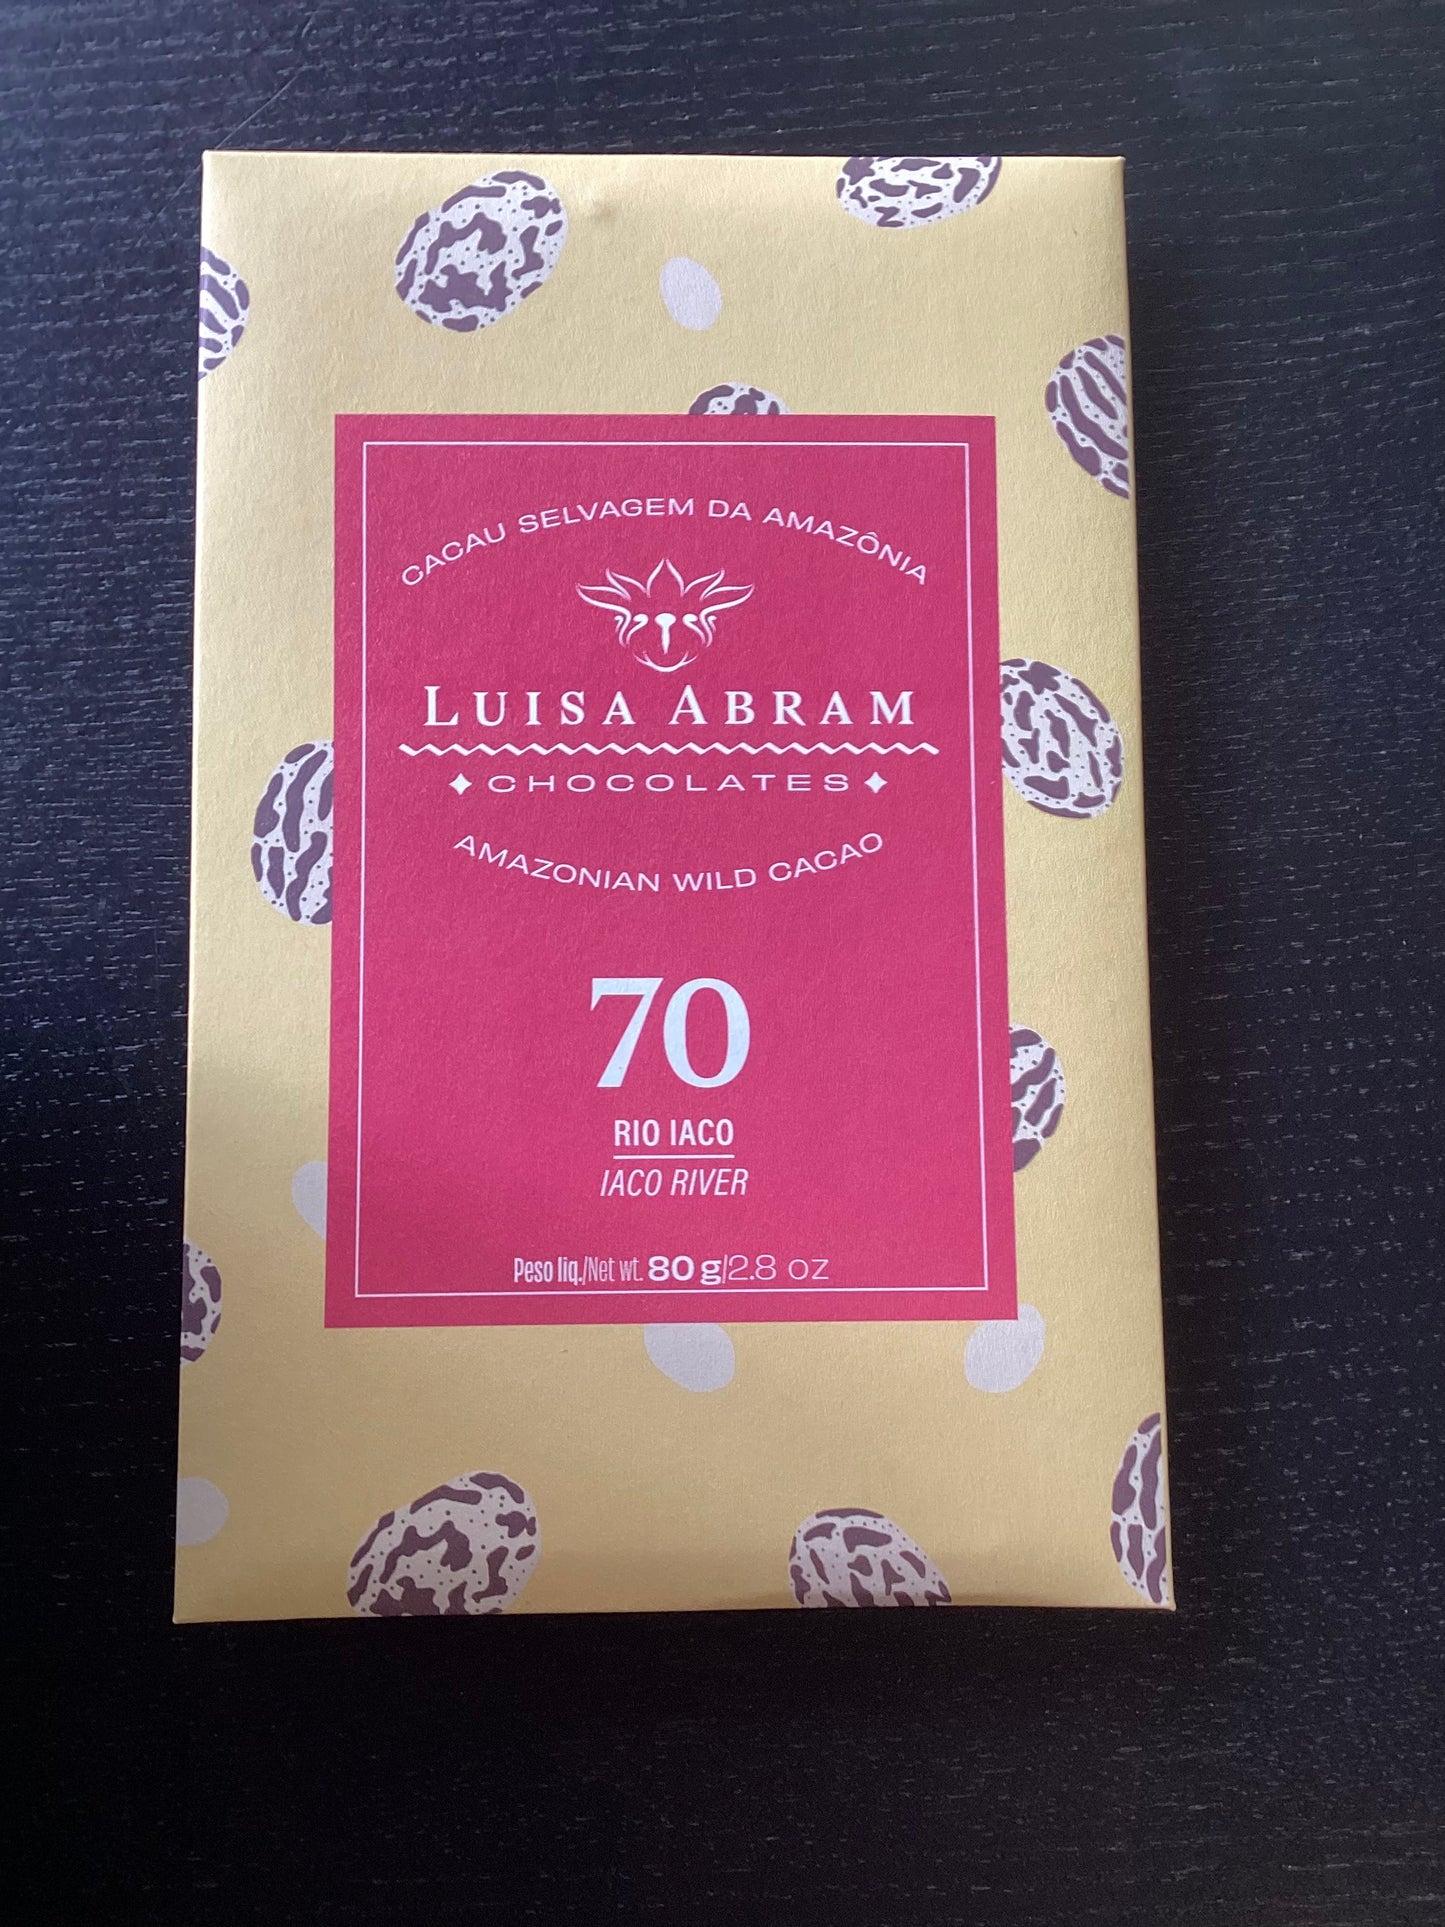 CACAU SELVAGEM DA AMAZÔNIA
LUISA ABRAM
CHOCOLATES
AMAZONIAN WILD CACAO
70
RIO IACO
IACO RIVER
Peso liq./Net wt. 80 g/2.8 oz